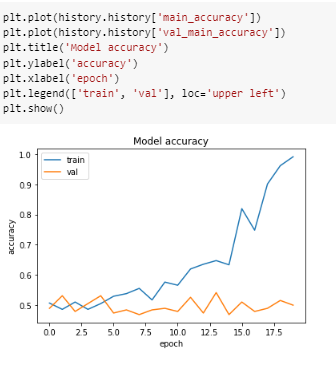 plt.plot(history.history['main_accuracy'])
plt.plot(history.history['val_main_accuracy'])
plt.title('Model accuracy')
plt.ylabel('accuracy')
plt.xlabel('epoch')
plt.legend(['train', 'val'], loc='upper left')
plt.show()
Model accuracy
1.0
train
val
0.9
0.8
0.7
0.6
0.5
accuracy
0.0 2.5 5.0 7.5 10.0 12.5 15.0 17.5
epoch